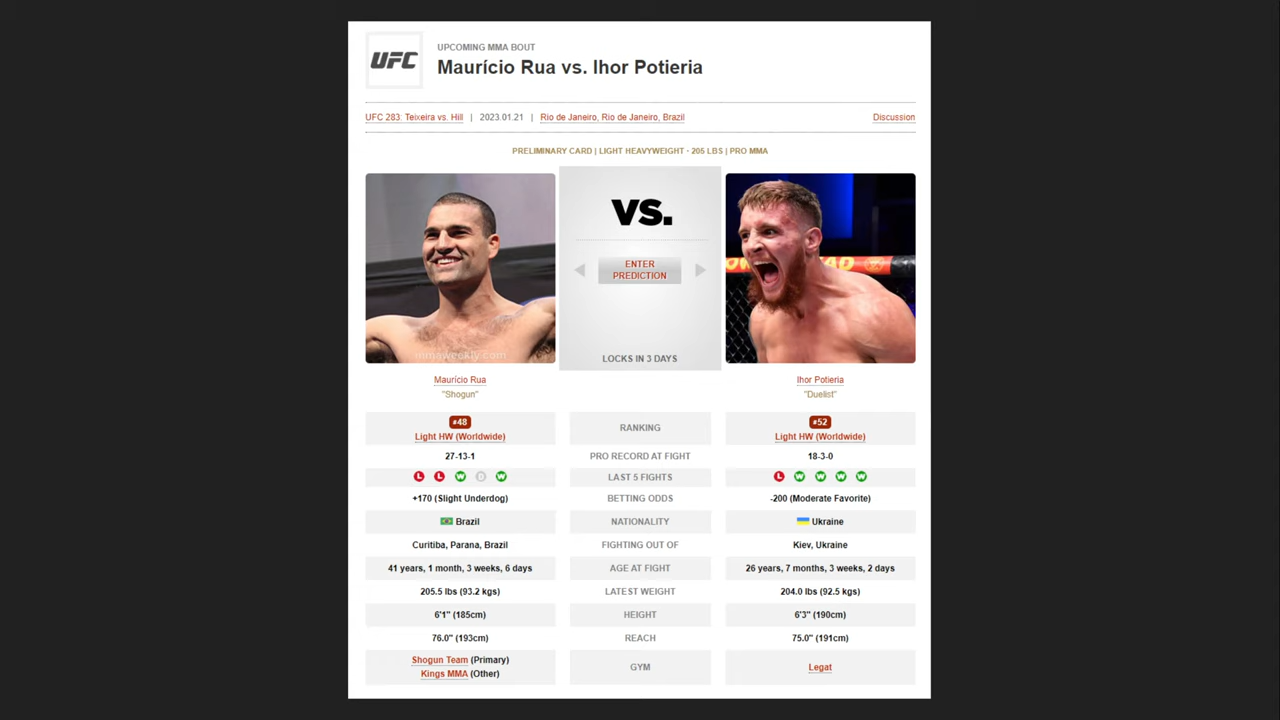 UFC
UPCOMING MMA BOUT
Maurício Rua vs. Ihor Potieria
UFC 283: Teixeira vs. Hill | 2023.01.21 | Rio de Janeiro, Rio de Janeiro, Brazil Discussion
PRELIMINARY CARD | LIGHT HEAVYWEIGHT · 205 LBS | PRO MMA
VS.
ENTER
PREDICTION
LOCKS IN 3 DAYS
mmaweekly.com
Maurício Rua Ihor Potieria
"Shogun" "Duelist"
#48 RANKING #52
Light HW (Worldwide) Light HW (Worldwide)
27-13-1 PRO RECORD AT FIGHT 18-3-0
L L W D W LAST 5 FIGHTS L W W W W
+170 (Slight Underdog) BETTING ODDS -200 (Moderate Favorite)
Brazil NATIONALITY Ukraine
Curitiba, Parana, Brazil FIGHTING OUT OF Kiev, Ukraine
41 years, 1 month, 3 weeks, 6 days AGE AT FIGHT 26 years, 7 months, 3 weeks, 2 days
205.5 lbs (93.2 kgs) LATEST WEIGHT 204.0 lbs (92.5 kgs)
6'1" (185cm) HEIGHT 6'3" (190cm)
76.0" (193cm) REACH 75.0" (191cm)
Shogun Team (Primary) GYM Legat
Kings MMA (Other)